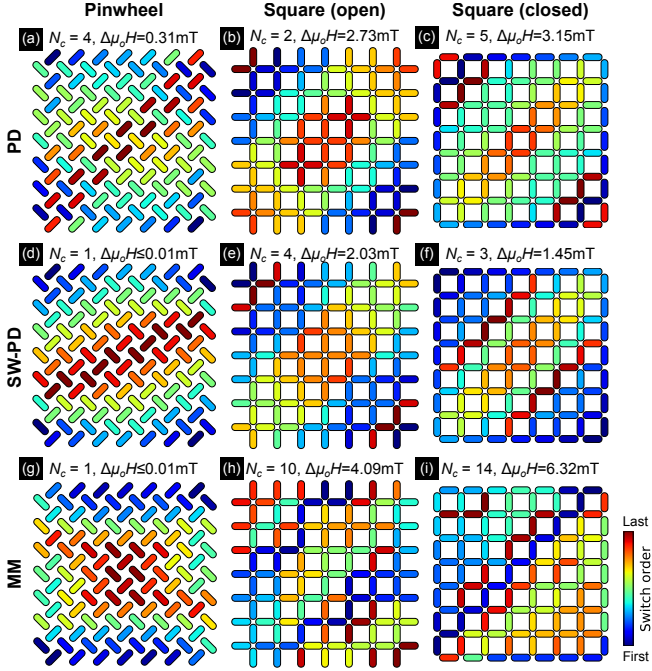 Pinwheel Square (open) Square (closed)
(a) N_c = 4, Δμ_oH=0.31mT
(b) N_c = 2, Δμ_oH=2.73mT
(c) N_c = 5, Δμ_oH=3.15mT
PD
(d) N_c = 1, Δμ_oH≤0.01mT
(e) N_c = 4, Δμ_oH=2.03mT
(f) N_c = 3, Δμ_oH=1.45mT
SW-PD
(g) N_c = 1, Δμ_oH≤0.01mT
(h) N_c = 10, Δμ_oH=4.09mT
(i) N_c = 14, Δμ_oH=6.32mT
MM
Last
Switch order
First